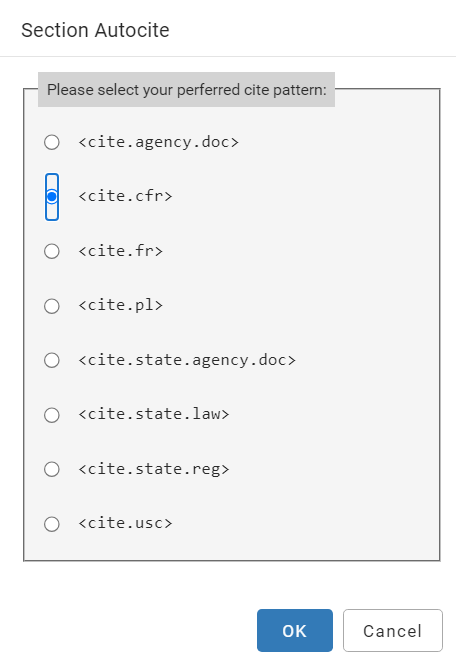 Section Autocite
Please select your perferred cite pattern:
<cite.agency.doc>
<cite.cfr>
<cite.fr>
<cite.pl>
<cite.state.agency.doc>
<cite.state.law>
<cite.state.reg>
<cite.usc>
OK
Cancel